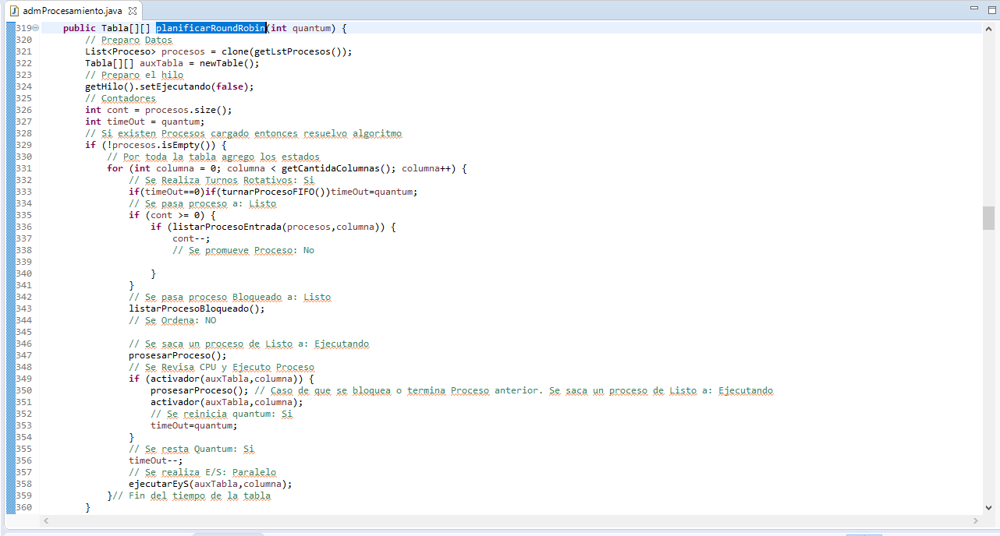 admProcesamiento.java
319 public Tabla[][] planificarRoundRobin(int quantum) {
320 // Preparo Datos
321 List<Proceso> procesos = clone(getLstProcesos());
322 Tabla[][] auxTabla = newTable();
323 // Preparo el hilo
324 getHilo().setEjecutando(false);
325 // Contadores
326 int cont = procesos.size();
327 int timeOut = quantum;
328 // Si existen Procesos cargado entonces resuelvo algoritmo
329 if (!procesos.isEmpty()) {
330 // Por toda la tabla agrego los estados
331 for (int columna = 0; columna < getCantidaColumnas(); columna++) {
332 // Se Realiza Turnos Rotativos: Si
333 if(timeOut==0)if(turnarProcesoFIFO())timeOut=quantum;
334 // Se pasa proceso a: Listo
335 if (cont >= 0) {
336 if (listarProcesoEntrada(procesos,columna)) {
337 cont--;
338 // Se promueve Proceso: No
339
340 }
341 }
342 // Se pasa proceso Bloqueado a: Listo
343 listarProcesoBloqueado();
344 // Se Ordena: NO
345
346 // Se saca un proceso de Listo a: Ejecutando
347 prosesarProceso();
348 // Se Revisa CPU y Ejecuto Proceso
349 if (activador(auxTabla,columna)) {
350 prosesarProceso(); // Caso de que se bloquea o termina Proceso anterior. Se saca un proceso de Listo a: Ejecutando
351 activador(auxTabla,columna);
352 // Se reinicia quantum: Si
353 timeOut=quantum;
354 }
355 // Se resta Quantum: Si
356 timeOut--;
357 // Se realiza E/S: Paralelo
358 ejecutarEyS(auxTabla,columna);
359 }// Fin del tiempo de la tabla
360 }